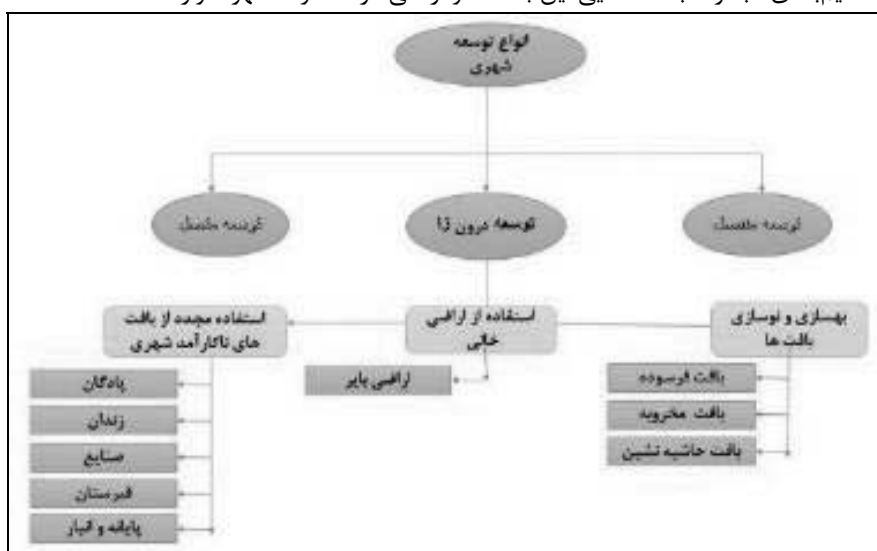 انواع توسعه
شهری
توسعه منفصل
توسعه درون زا
توسعه متصل
بهسازی و نوسازی
بافت ها
استفاده از اراضی
خالی
استفاده مجدد از بافت
های ناکارآمد شهری
بافت فرسوده
بافت مخروبه
بافت حاشیه نشین
اراضی بایر
پادگان
زندان
صنایع
قبرستان
پایانه و انبار